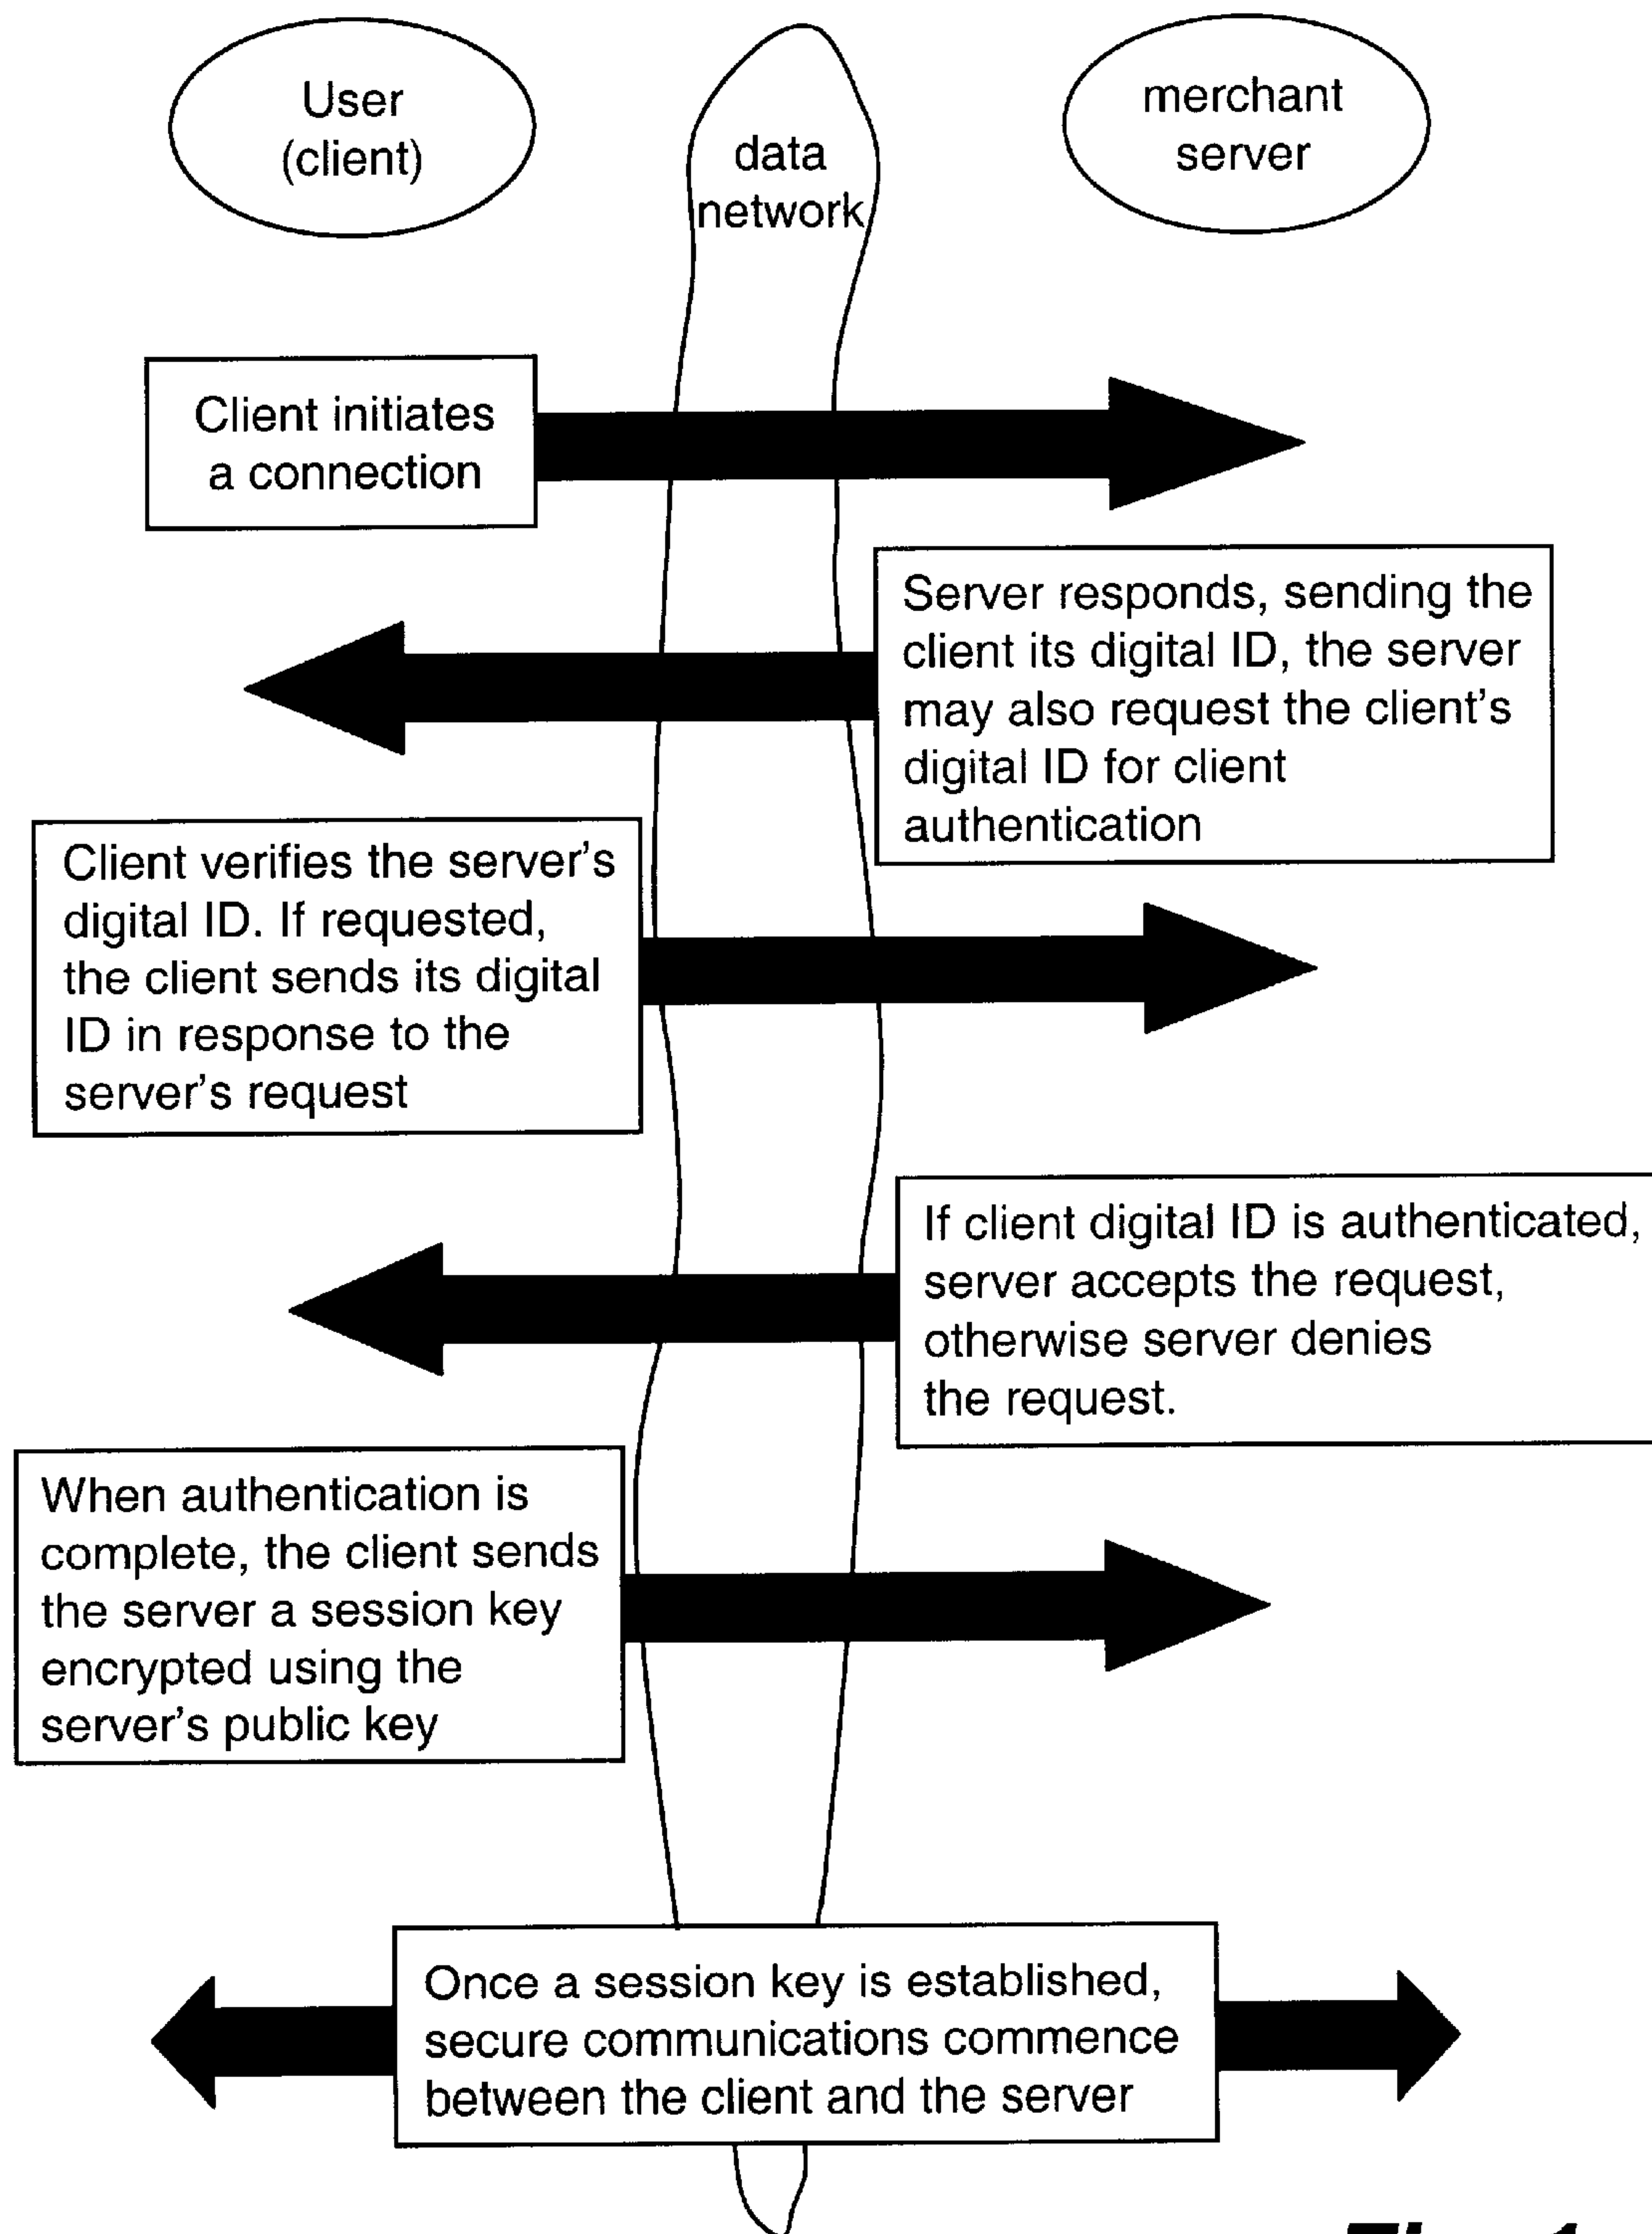 User
(client)
data
network
merchant
server
Client initiates
a connection
Server responds, sending the
client its digital ID, the server
may also request the client's
digital ID for client
authentication
Client verifies the server's
digital ID. If requested,
the client sends its digital
ID in response to the
server's request
If client digital ID is authenticated,
server accepts the request,
otherwise server denies
the request.
When authentication is
complete, the client sends
the server a session key
encrypted using the
server's public key
Once a session key is established,
secure communications commence
between the client and the server